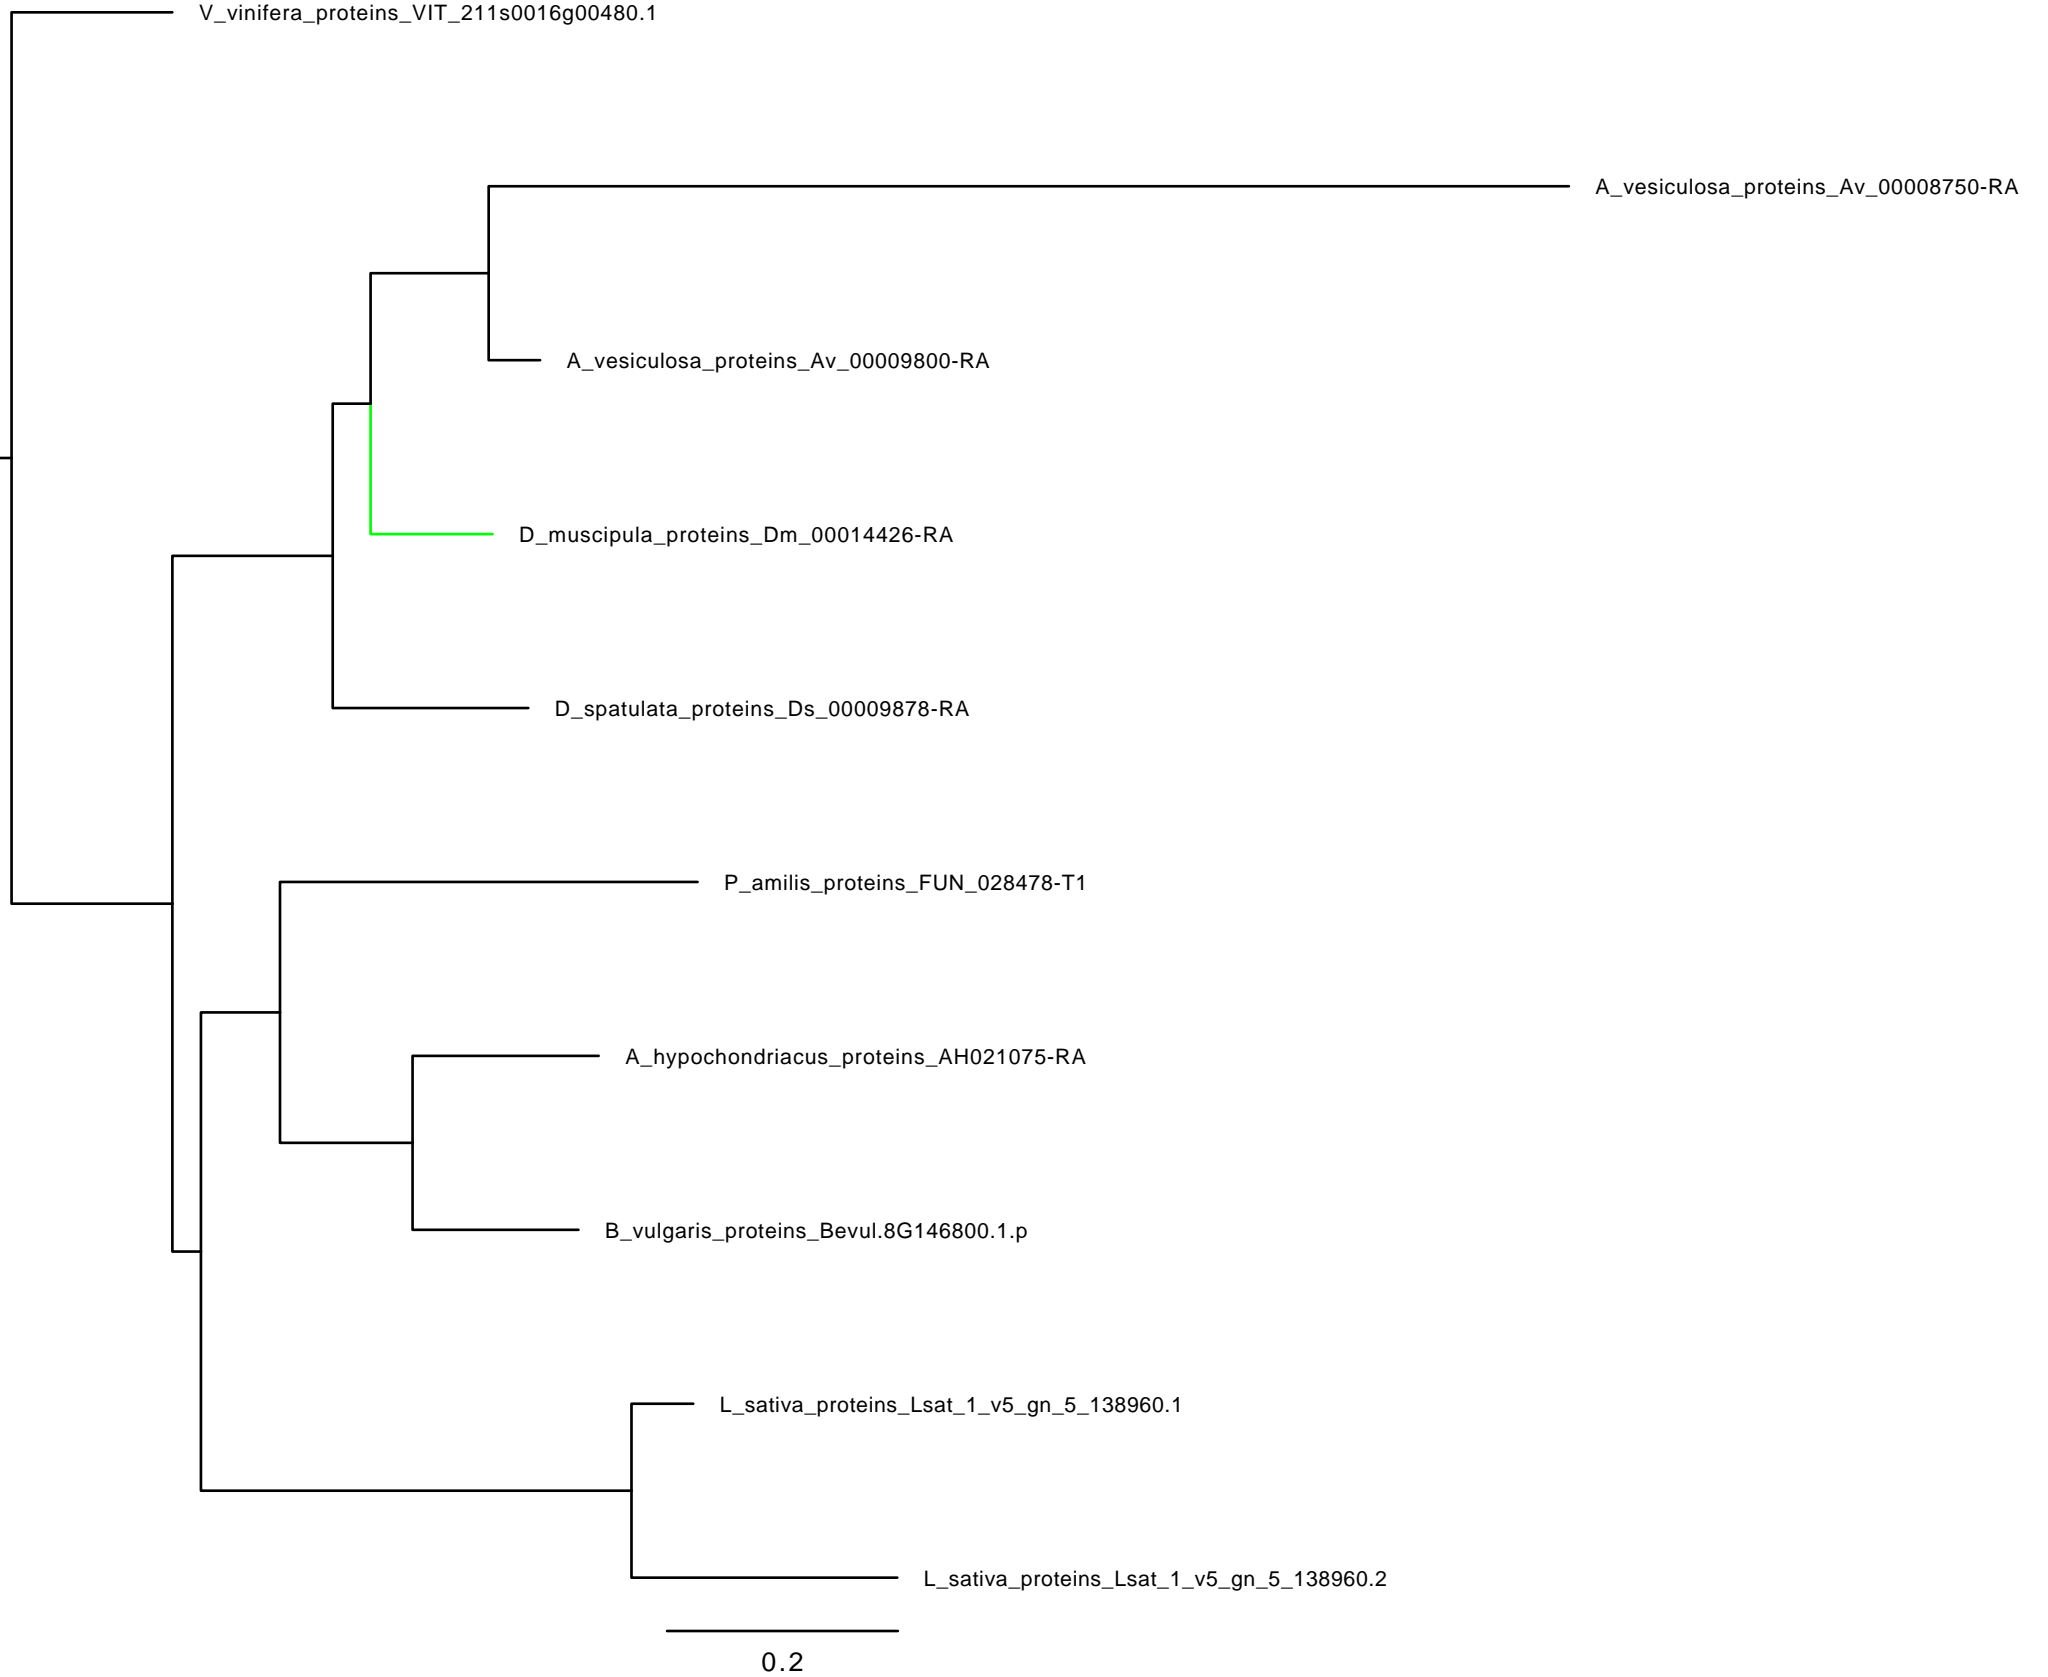 V_vinifera_proteins_VIT_211s0016g00480.1
A_vesiculosa_proteins_Av_00008750-RA
A_vesiculosa_proteins_Av_00009800-RA
D_muscipula_proteins_Dm_00014426-RA
D_spatulata_proteins_Ds_00009878-RA
P_amilis_proteins_FUN_028478-T1
A_hypochondriacus_proteins_AH021075-RA
B_vulgaris_proteins_Bevul.8G146800.1.p
L_sativa_proteins_Lsat_1_v5_gn_5_138960.1
L_sativa_proteins_Lsat_1_v5_gn_5_138960.2
0.2